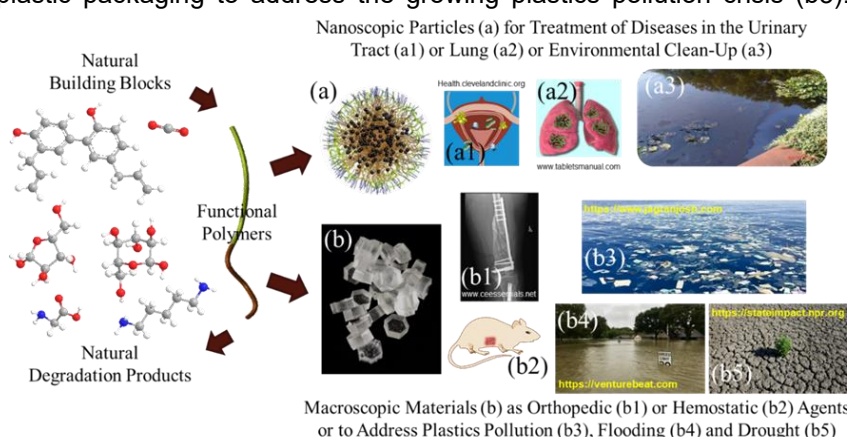 plastic packaging to address the growing plastics pollution crisis (b3).
Nanoscopic Particles (a) for Treatment of Diseases in the Urinary
Tract (a1) or Lung (a2) or Environmental Clean-Up (a3)
Natural
Building Blocks
(a)
Health.clevelandclinic.org
(a1)
(a2)
www.tabletsmanual.com
(a3)
Functional
Polymers
(b)
(b1)
www.ceessentials.net
(b2)
https://www.jagranjosh.com
(b3)
(b4)
https://venturebeat.com
https://stateimpact.npr.org
(b5)
Natural
Degradation Products
Macroscopic Materials (b) as Orthopedic (b1) or Hemostatic (b2) Agents
or to Address Plastics Pollution (b3), Flooding (b4) and Drought (b5)